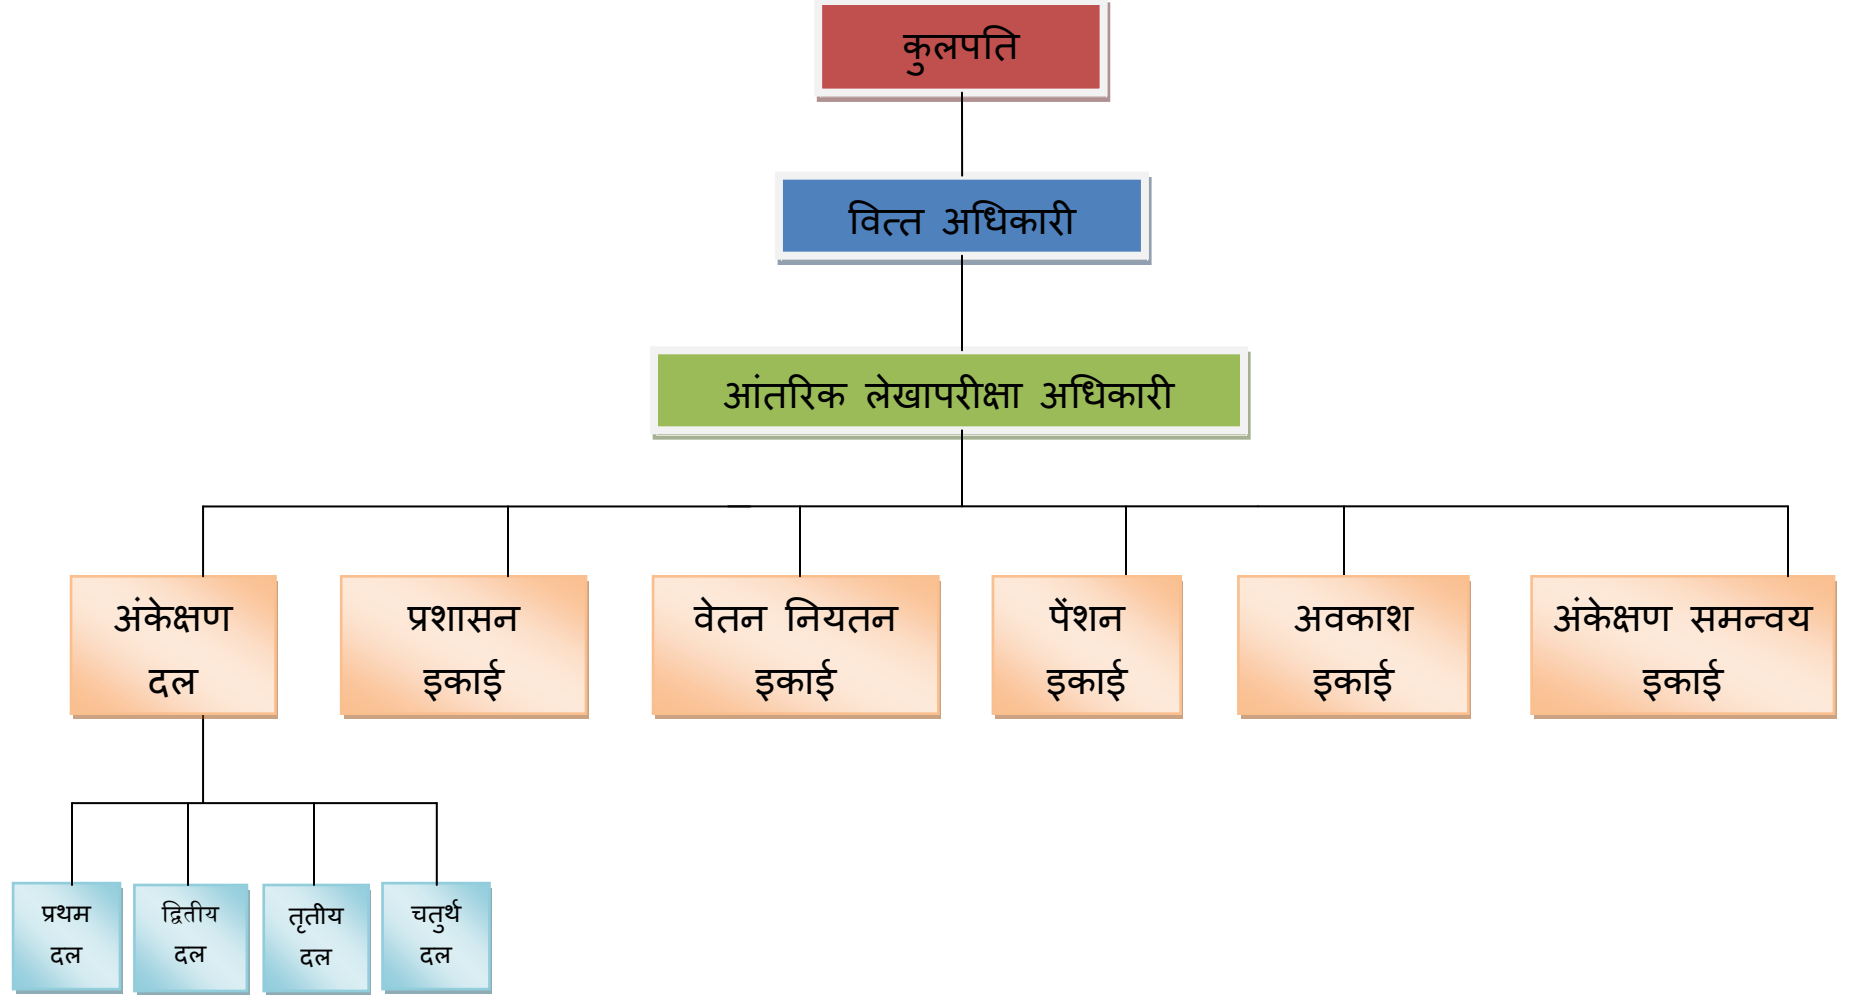 कुलपति
वित्त अधिकारी
आंतरिक लेखापरीक्षा अधिकारी
अंकेक्षण
दल
प्रशासन
इकाई
वेतन नियतन
इकाई
पेंशन
इकाई
अवकाश
इकाई
अंकेक्षण समन्वय
इकाई
प्रथम
दल
द्वितीय
दल
तृतीय
दल
चतुर्थ
दल